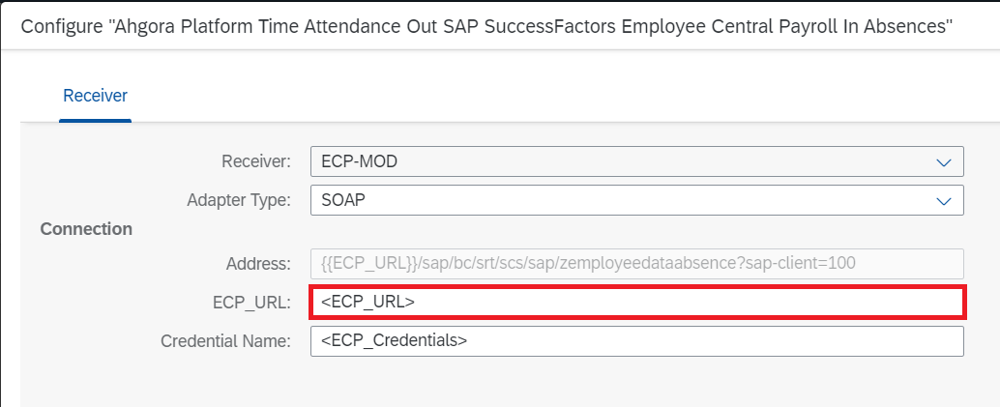 Configure "Ahgora Platform Time Attendance Out SAP SuccessFactors Employee Central Payroll In Absences"
Receiver
Receiver: ECP-MOD
Adapter Type: SOAP
Connection
Address: {{ECP_URL}}/sap/bc/srt/scs/sap/zemployeedataabsence?sap-client=100
ECP_URL: <ECP_URL>
Credential Name: <ECP_Credentials>